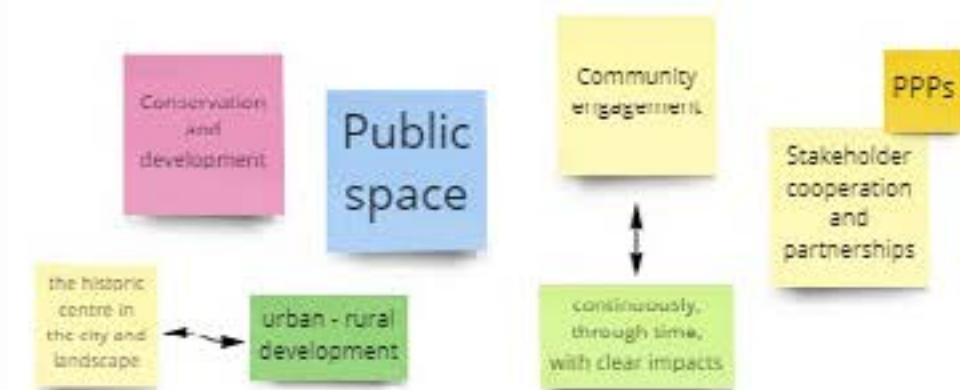 Conservation
and
development
Public
space
Community
engagement
PPPs
Stakeholder
cooperation
and
partnerships
the historic
centre in
the city and
landscape
urban - rural
development
continuously,
through time,
with clear impacts